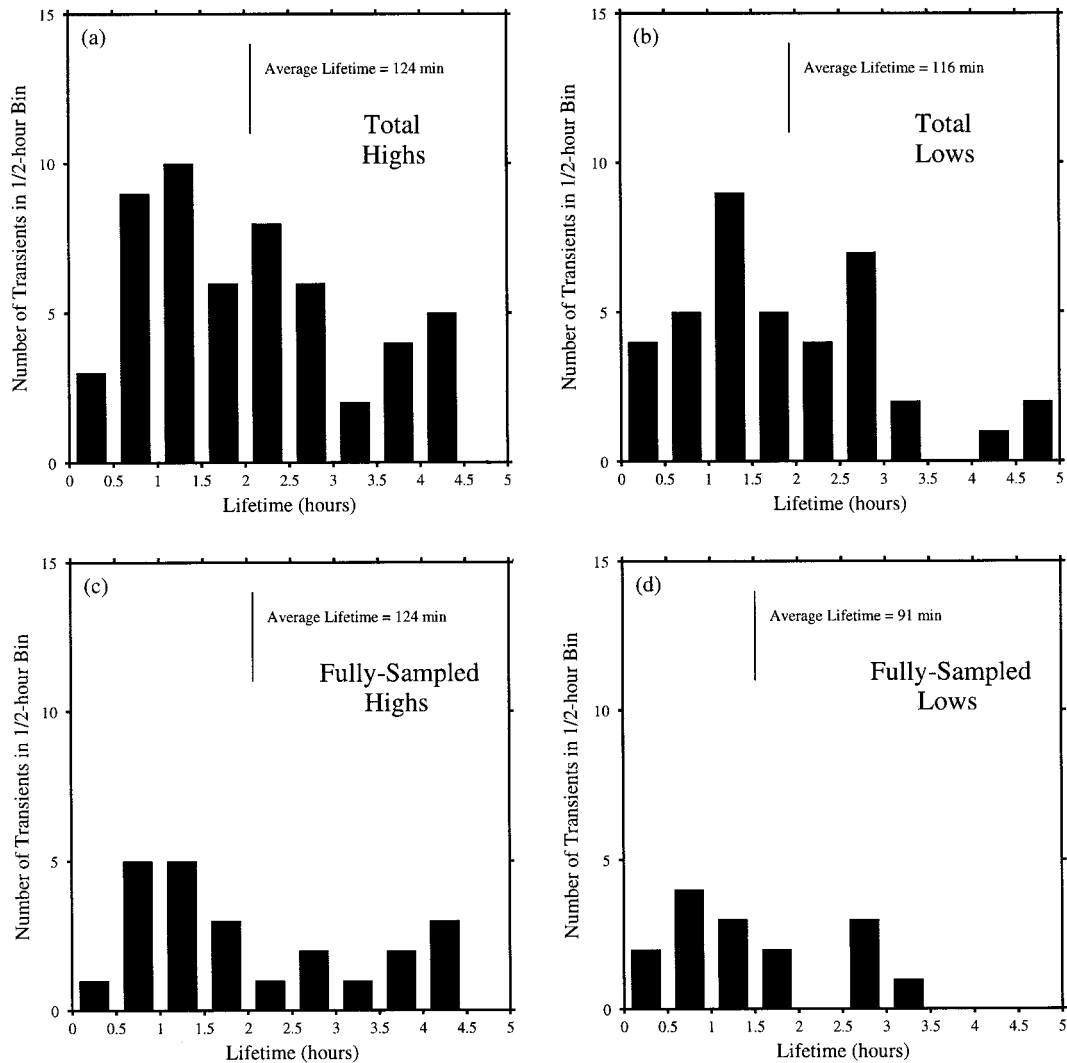 (a)
Average Lifetime = 124 min
Total
Highs
Number of Transients in 1/2-hour Bin
15
10
5
0
0 0.5 1 1.5 2 2.5 3 3.5 4 4.5 5
Lifetime (hours)
(b)
Average Lifetime = 116 min
Total
Lows
Number of Transients in 1/2-hour Bin
15
10
5
0
0 0.5 1 1.5 2 2.5 3 3.5 4 4.5 5
Lifetime (hours)
(c)
Average Lifetime = 124 min
Fully-Sampled
Highs
Number of Transients in 1/2-hour Bin
15
10
5
0
0 0.5 1 1.5 2 2.5 3 3.5 4 4.5 5
Lifetime (hours)
(d)
Average Lifetime = 91 min
Fully-Sampled
Lows
Number of Transients in 1/2-hour Bin
15
10
5
0
0 0.5 1 1.5 2 2.5 3 3.5 4 4.5 5
Lifetime (hours)